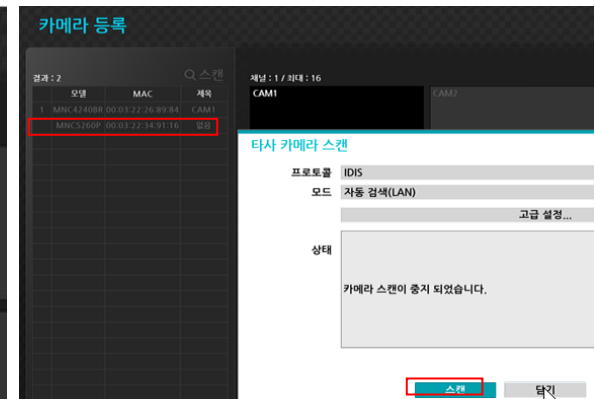 카메라 등록
결과 : 2
스캔
모델 MAC 제목
1 MNC4240BR 00:03:22:26:89:84 CAM1
MNC5260P 00:03:22:34:91:16 없음
채널 : 1 / 최대 : 16
CAM1 CAM2
타사 카메라 스캔
프로토콜 IDIS
모드 자동 검색(LAN)
고급 설정...
상태
카메라 스캔이 중지 되었습니다.
스캔 닫기